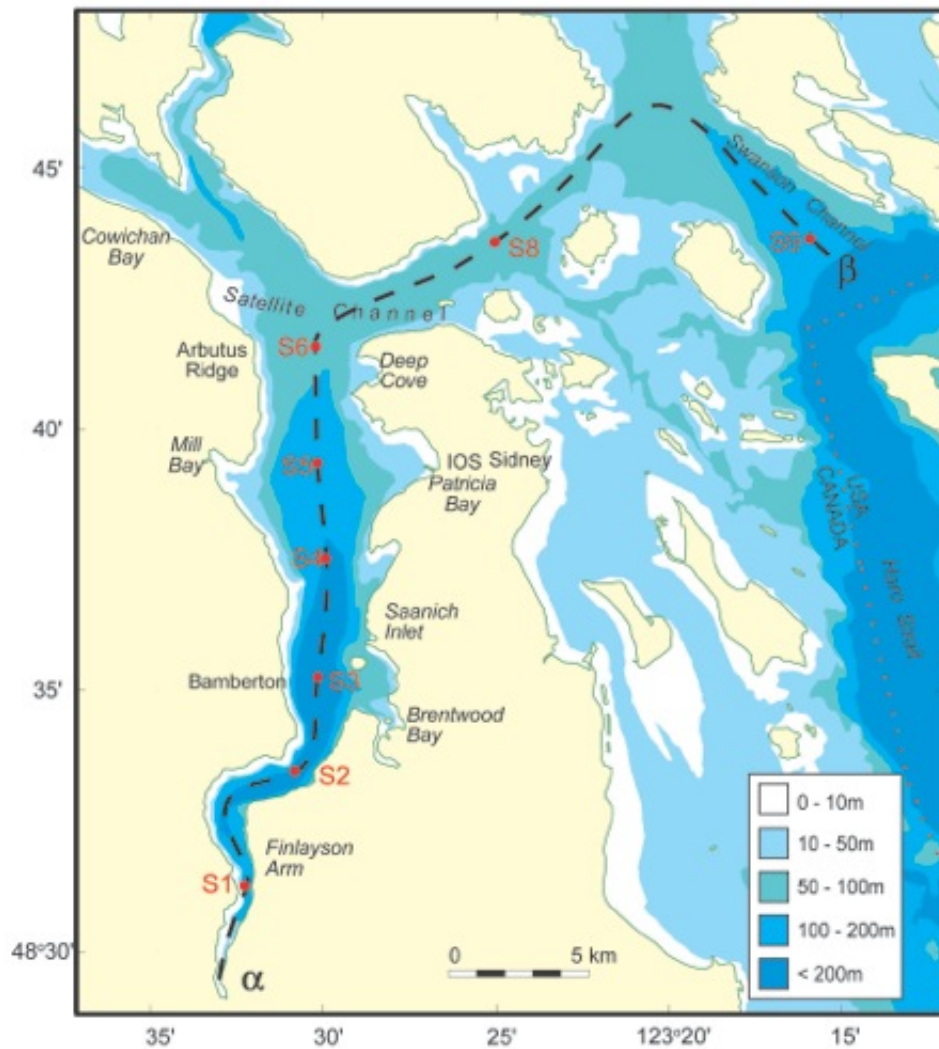 45'
40'
35'
48°30'
35'
30'
25'
123°20'
15'
Cowichan
Bay
Satellite Channel
Swanson Channel
S8
S9
β
Arbutus
Ridge
S6
Deep
Cove
Mill
Bay
S5
IOS Sidney
Patricia
Bay
S4
USA
CANADA
Haro Strait
Saanich
Inlet
Bamberton
S3
Brentwood
Bay
S2
Finlayson
Arm
S1
α
0 5 km
0 - 10m
10 - 50m
50 - 100m
100 - 200m
< 200m